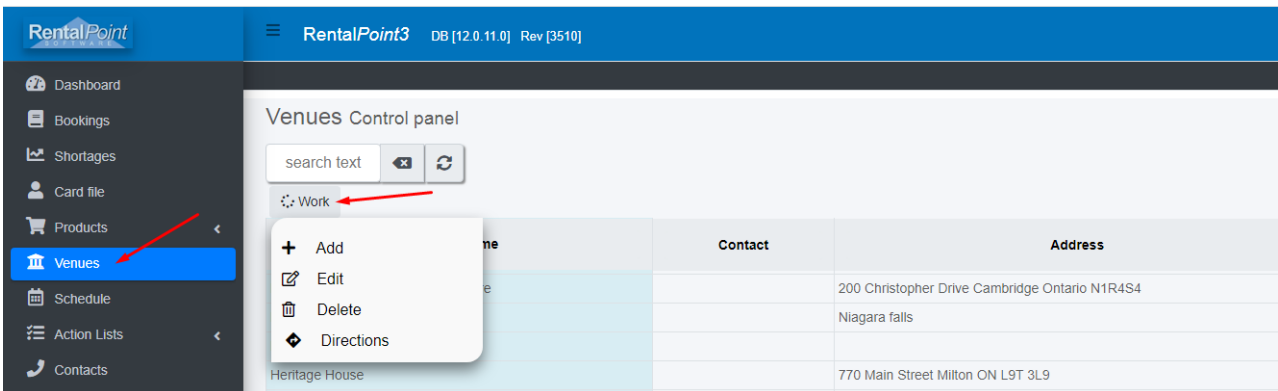 RentalPoint
SOFTWARE
RentalPoint3 DB [12.0.11.0] Rev [3510]
Dashboard
Bookings
Shortages
Card file
Products
Venues
Schedule
Action Lists
Contacts
Venues Control panel
search text
Work
Add
Edit
Delete
Directions
me Contact Address
re 200 Christopher Drive Cambridge Ontario N1R4S4
Niagara falls
Heritage House 770 Main Street Milton ON L9T 3L9